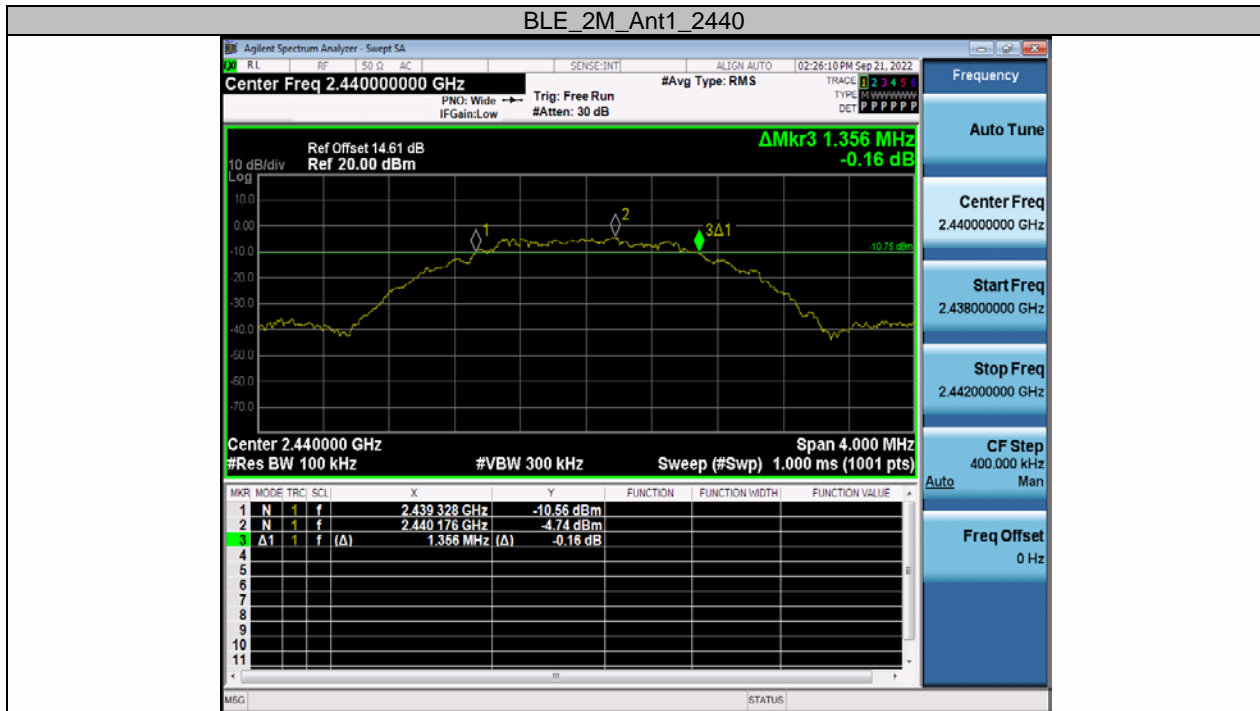 BLE_2M_Ant1_2440
Agilent Spectrum Analyzer - Swept SA
RL RF 50 Ω AC SENSE:INT ALIGN AUTO 02:26:10 PM Sep 21, 2022
Center Freq 2.440000000 GHz
PNO: Wide
IFGain:Low
Trig: Free Run
#Atten: 30 dB
#Avg Type: RMS
TRACE 1 2 3 4 5 6
TYPE M W W W W W
DET P P P P P P
Frequency
Auto Tune
Center Freq
2.440000000 GHz
Start Freq
2.438000000 GHz
Stop Freq
2.442000000 GHz
CF Step
400.000 kHz
Auto Man
Freq Offset
0 Hz
ΔMkr3 1.356 MHz
-0.16 dB
Ref Offset 14.61 dB
10 dB/div Ref 20.00 dBm
Log
10.0
0.00
-10.0
-20.0
-30.0
-40.0
-50.0
-60.0
-70.0
1
2
3Δ1
-10.75 dBm
Center 2.440000 GHz Span 4.000 MHz
#Res BW 100 kHz #VBW 300 kHz Sweep (#Swp) 1.000 ms (1001 pts)
MKR MODE TRC SCL X Y FUNCTION FUNCTION WIDTH FUNCTION VALUE
1 N 1 f 2.439 328 GHz -10.56 dBm
2 N 1 f 2.440 176 GHz -4.74 dBm
3 Δ1 1 f (Δ) 1.356 MHz (Δ) -0.16 dB
4
5
6
7
8
9
10
11
MSG STATUS